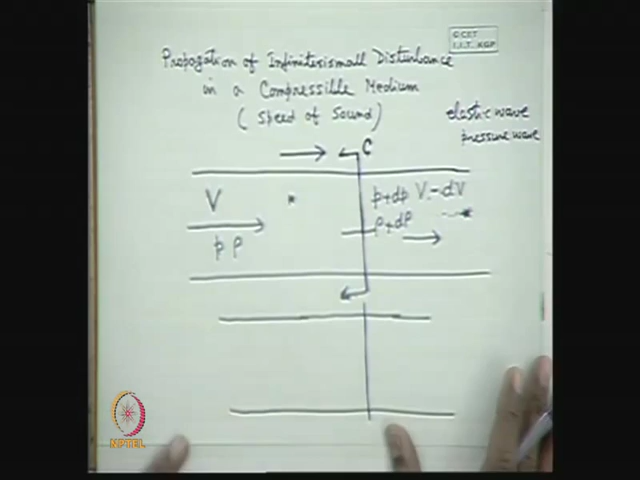 © CET
I.I.T. KGP
Propagation of Infinitesimall Disturbance
in a Compressible Medium
(Speed of Sound)
elastic wave
pressure wave
C
V
p+dp V-dV
ρ+dρ
p ρ
NPTEL